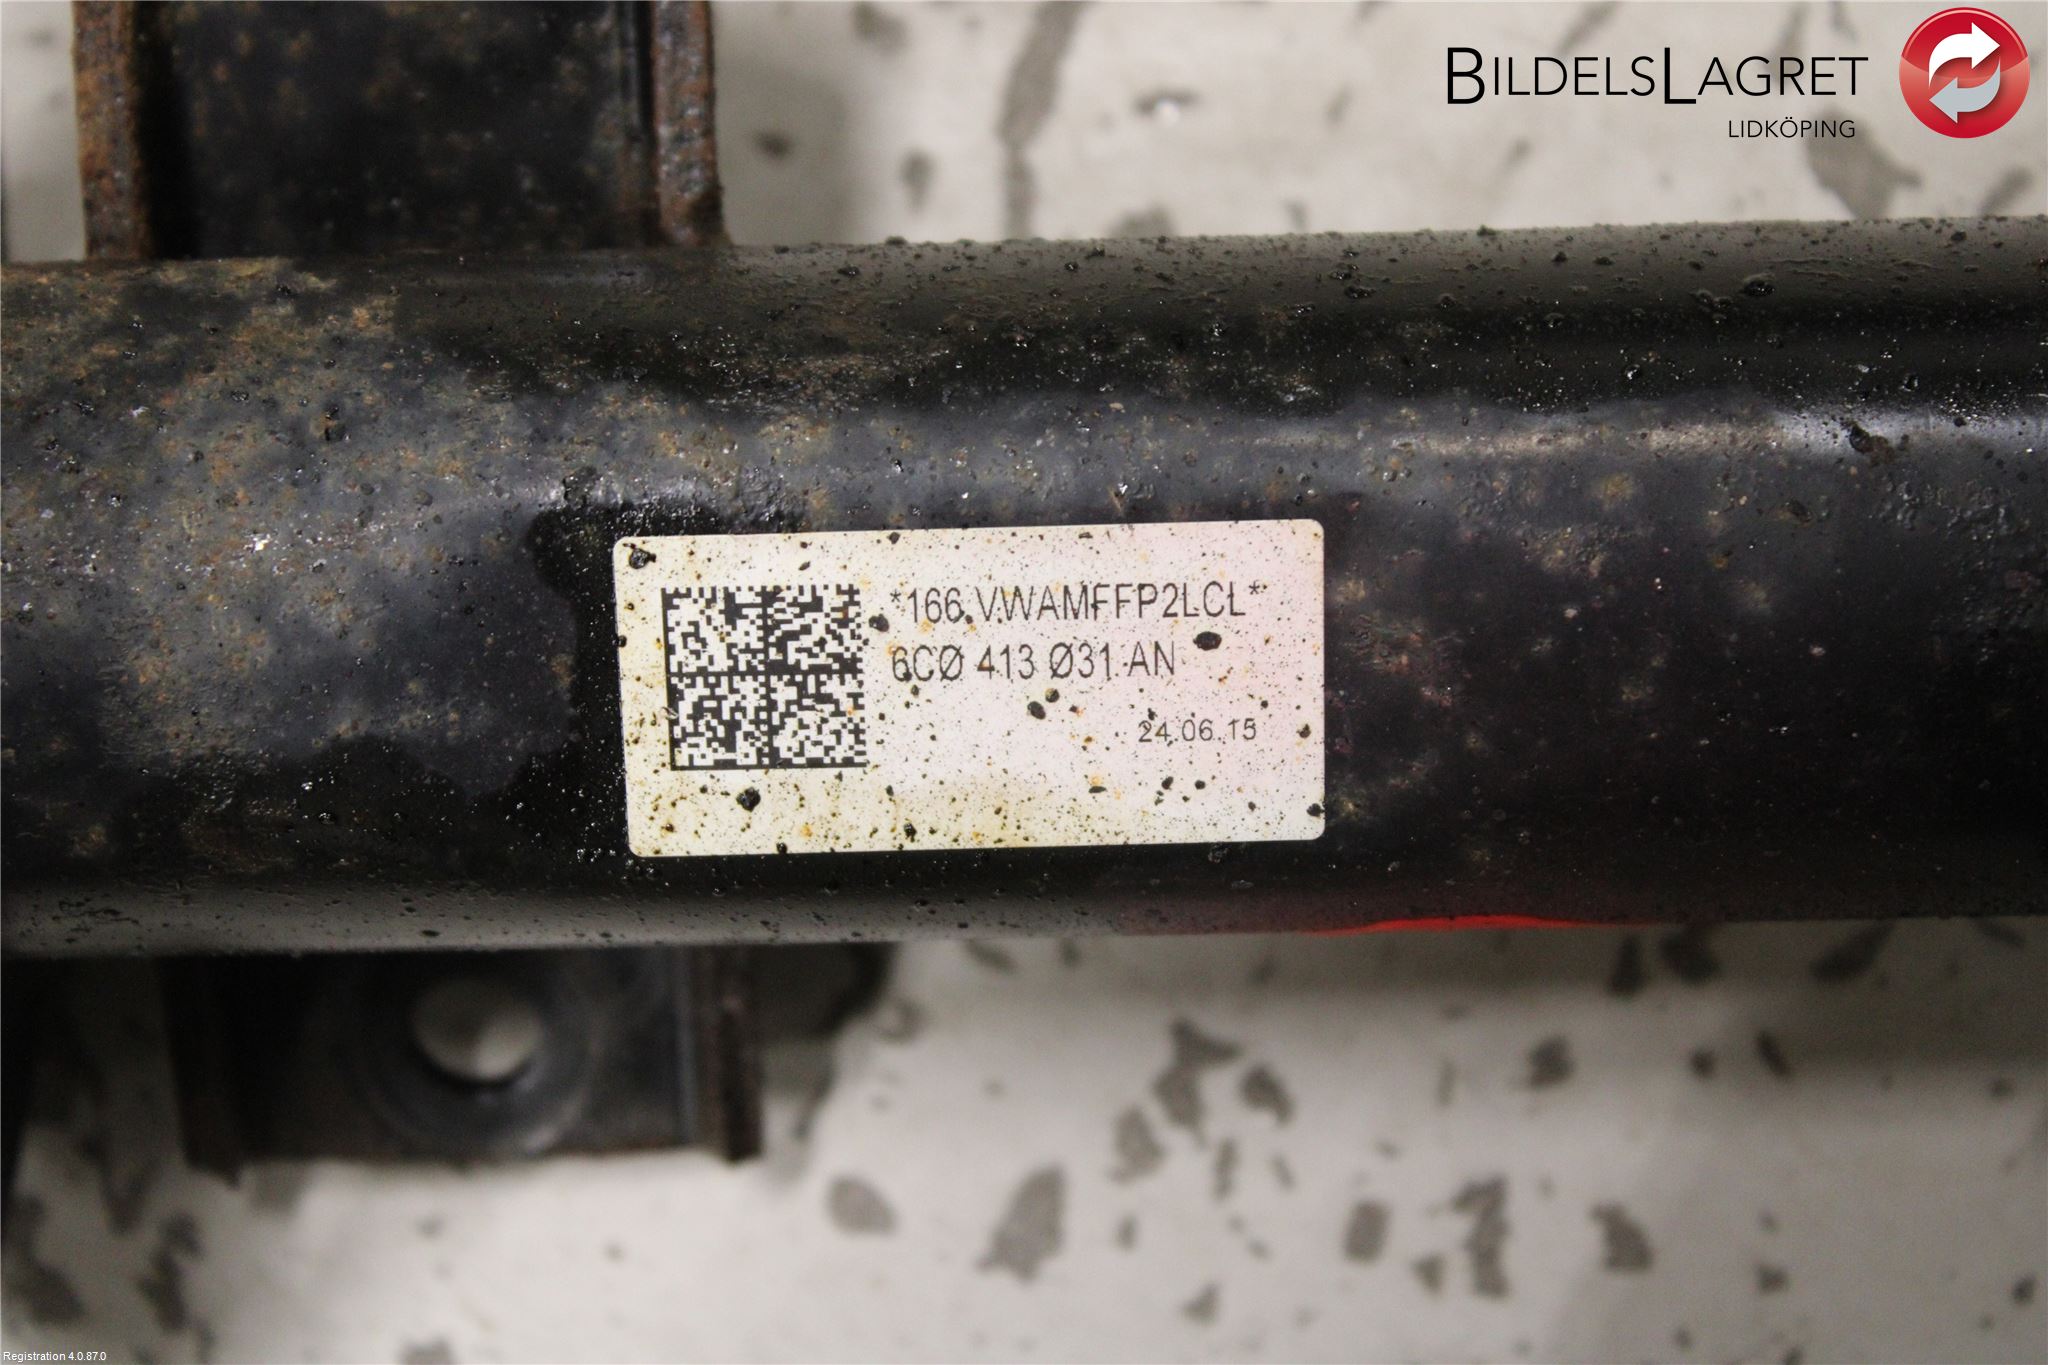 BILDELSLAGRET
LIDKÖPING
*166.VWAMFFP2LCL*
6CØ 413 Ø31 AN
24.06.15
Registration 4.0.87.0